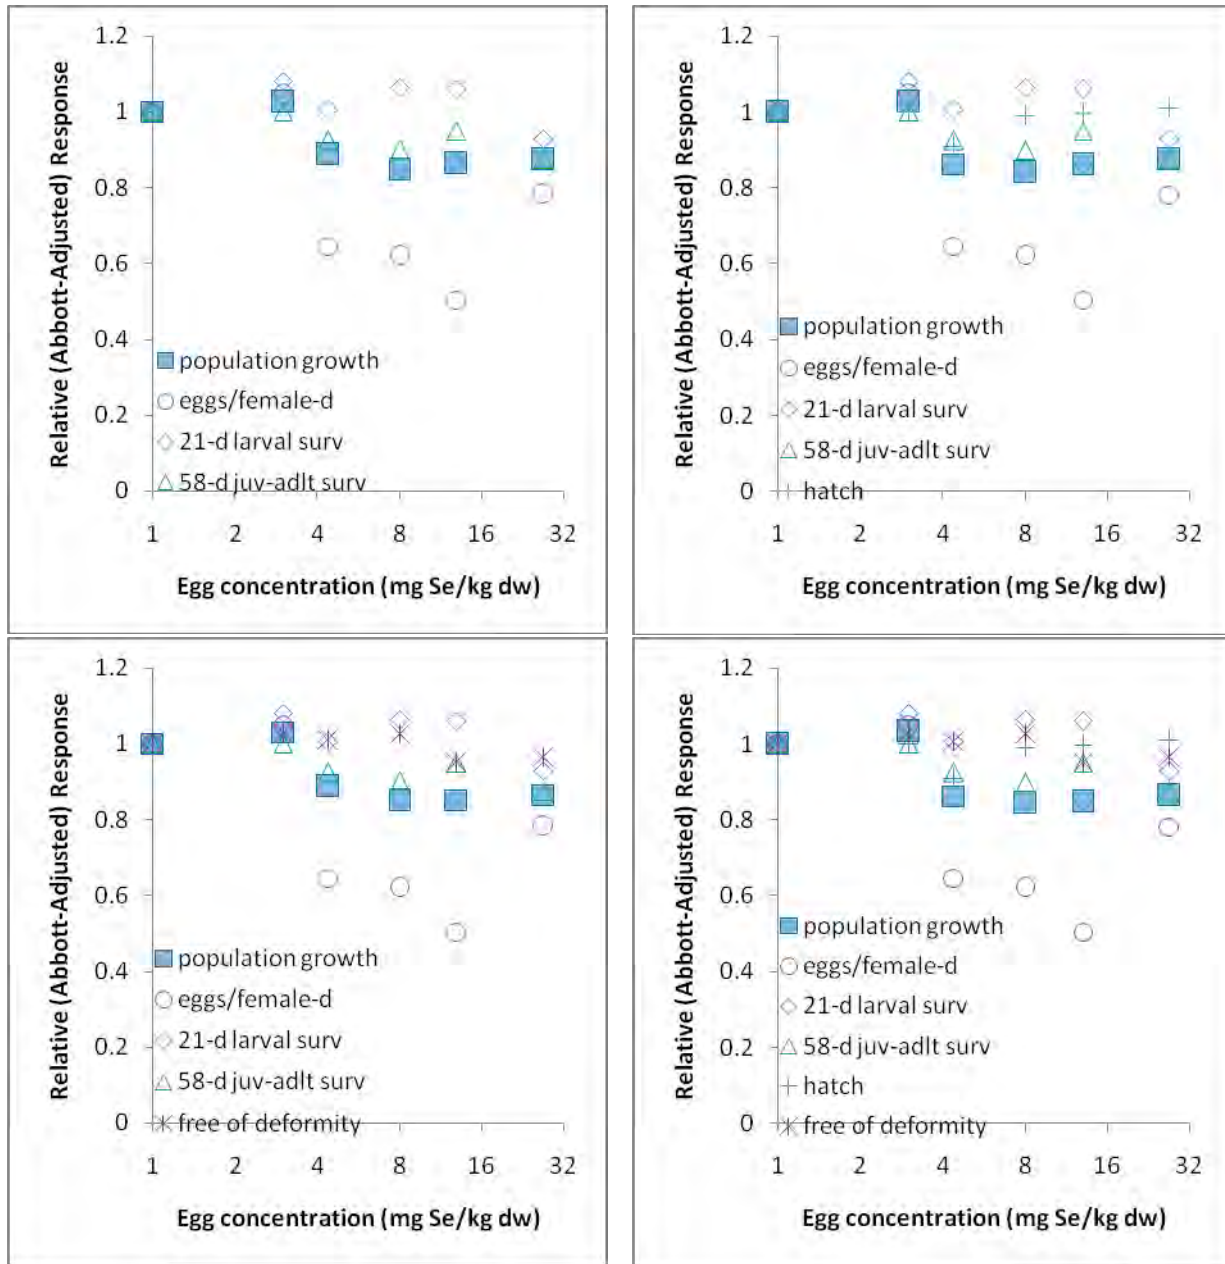 Relative (Abbott-Adjusted) Response
1.2
1
0.8
0.6
0.4
0.2
0
population growth
eggs/female-d
21-d larval surv
58-d juv-adlt surv
1 2 4 8 16 32
Egg concentration (mg Se/kg dw)
Relative (Abbott-Adjusted) Response
1.2
1
0.8
0.6
0.4
0.2
0
population growth
eggs/female-d
21-d larval surv
58-d juv-adlt surv
hatch
1 2 4 8 16 32
Egg concentration (mg Se/kg dw)
Relative (Abbott-Adjusted) Response
1.2
1
0.8
0.6
0.4
0.2
0
population growth
eggs/female-d
21-d larval surv
58-d juv-adlt surv
free of deformity
1 2 4 8 16 32
Egg concentration (mg Se/kg dw)
Relative (Abbott-Adjusted) Response
1.2
1
0.8
0.6
0.4
0.2
0
population growth
eggs/female-d
21-d larval surv
58-d juv-adlt surv
hatch
free of deformity
1 2 4 8 16 32
Egg concentration (mg Se/kg dw)